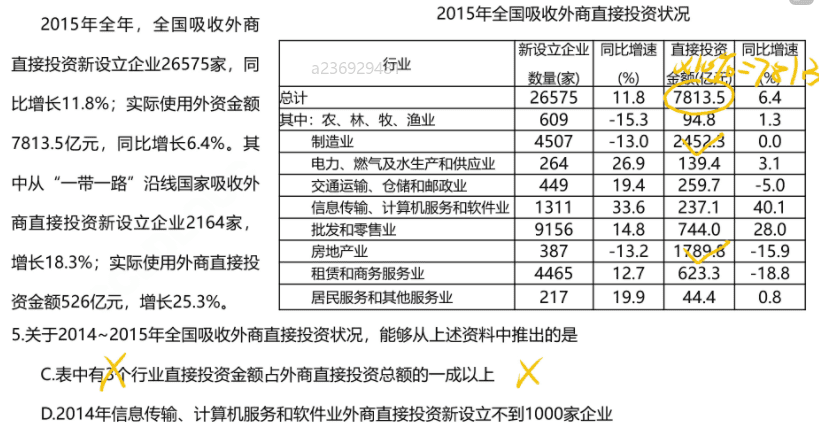 2015年全国吸收外商直接投资状况
2015年全年，全国吸收外商
直接投资新设立企业26575家，同
比增长11.8%；实际使用外资金额
7813.5亿元，同比增长6.4%。其
中从“一带一路”沿线国家吸收外
商直接投资新设立企业2164家，
增长18.3%；实际使用外商直接投
资金额526亿元，增长25.3%。
行业 新设立企业数量(家) 同比增速(%) 直接投资金额(亿元) 同比增速(%)
总计 26575 11.8 7813.5 6.4
其中：农、林、牧、渔业 609 -15.3 94.8 1.3
制造业 4507 -13.0 2452.3 0.0
电力、燃气及水生产和供应业 264 26.9 139.4 3.1
交通运输、仓储和邮政业 449 19.4 259.7 -5.0
信息传输、计算机服务和软件业 1311 33.6 237.1 40.1
批发和零售业 9156 14.8 744.0 28.0
房地产业 387 -13.2 1789.8 -15.9
租赁和商务服务业 4465 12.7 623.3 -18.8
居民服务和其他服务业 217 19.9 44.4 0.8
5.关于2014~2015年全国吸收外商直接投资状况，能够从上述资料中推出的是
C.表中有3个行业直接投资金额占外商直接投资总额的一成以上
D.2014年信息传输、计算机服务和软件业外商直接投资新设立不到1000家企业